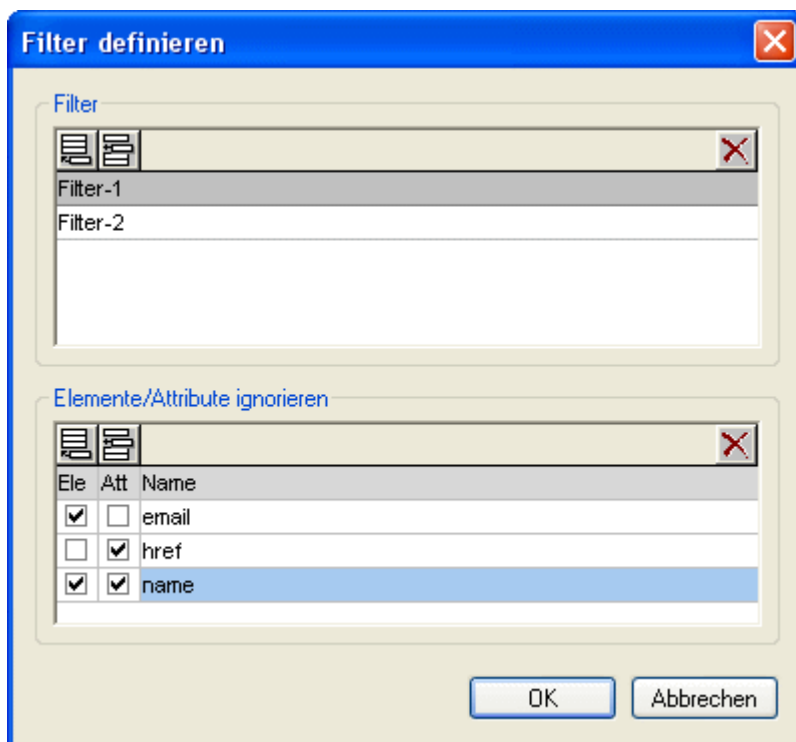 Filter definieren
Filter
Filter-1
Filter-2
Elemente/Attribute ignorieren
Ele Att Name
email
href
name
OK Abbrechen